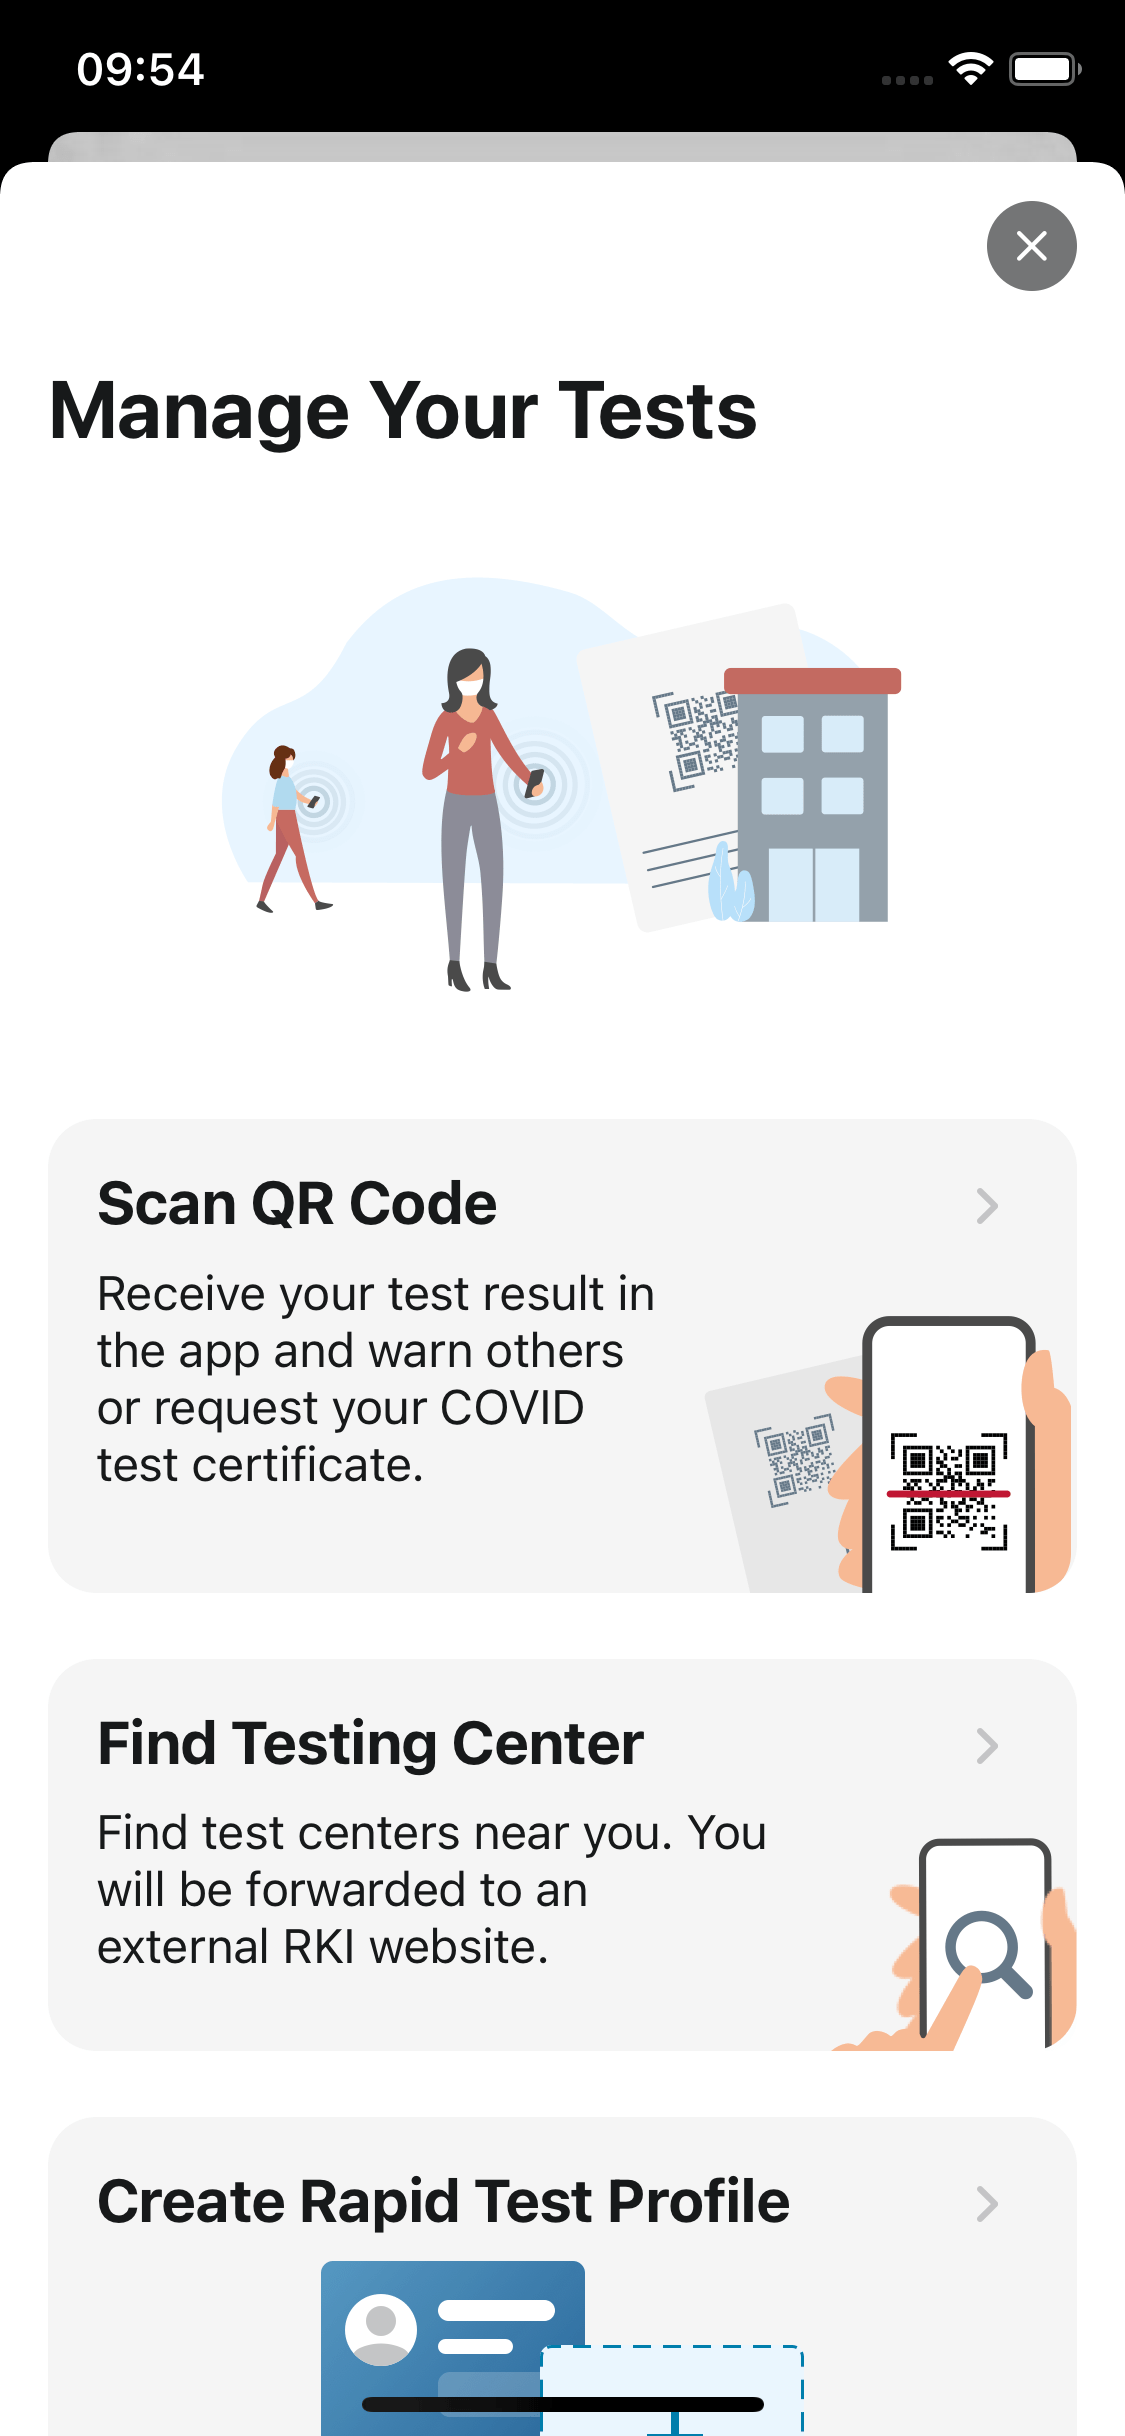 09:54
Manage Your Tests
Scan QR Code
Receive your test result in
the app and warn others
or request your COVID
test certificate.
Find Testing Center
Find test centers near you. You
will be forwarded to an
external RKI website.
Create Rapid Test Profile